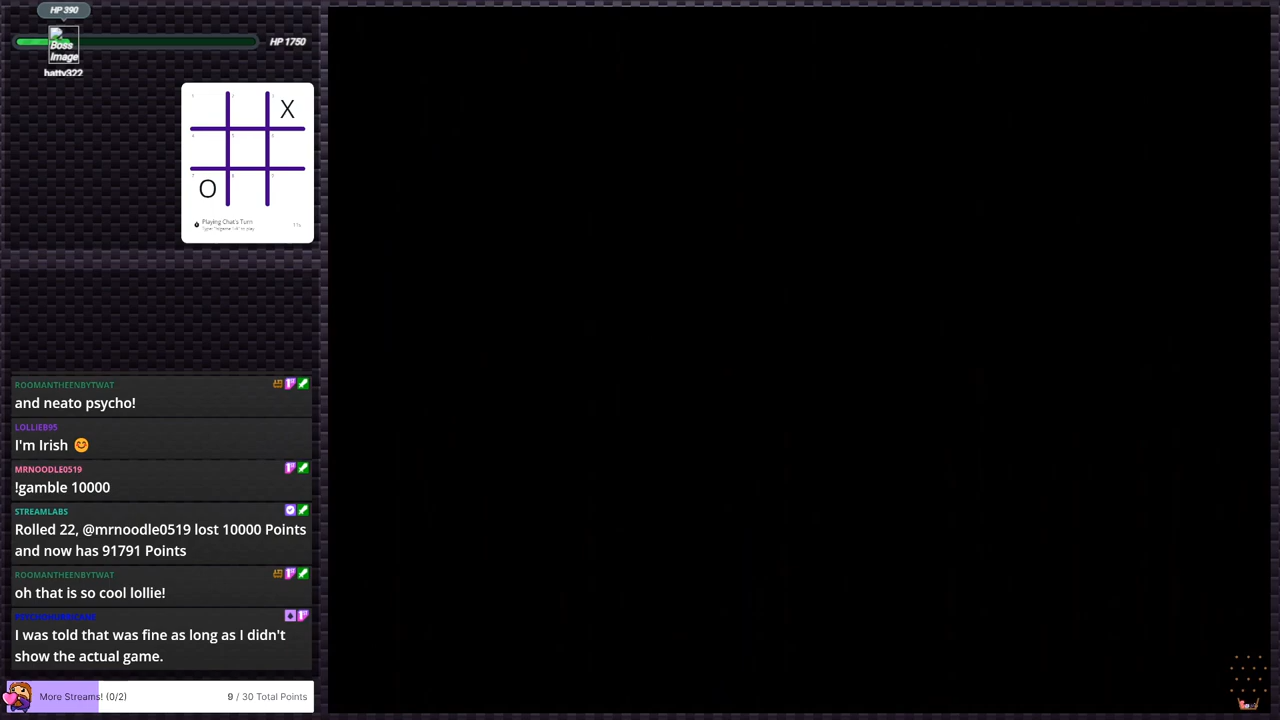 HP 390
Boss
Image
HP 1750
hatty322
X
O
Playing Chat's Turn
ROOMANTHEENBYTWAT
and neato psycho!
LOLLIEB95
I'm Irish 😊
MRNOODLE0519
!gamble 10000
STREAMLABS
Rolled 22, @mrnoodle0519 lost 10000 Points
and now has 91791 Points
ROOMANTHEENBYTWAT
oh that is so cool lollie!
PSYCHOHURRICANE
I was told that was fine as long as I didn't
show the actual game.
More Streams! (0/2)
9 / 30 Total Points